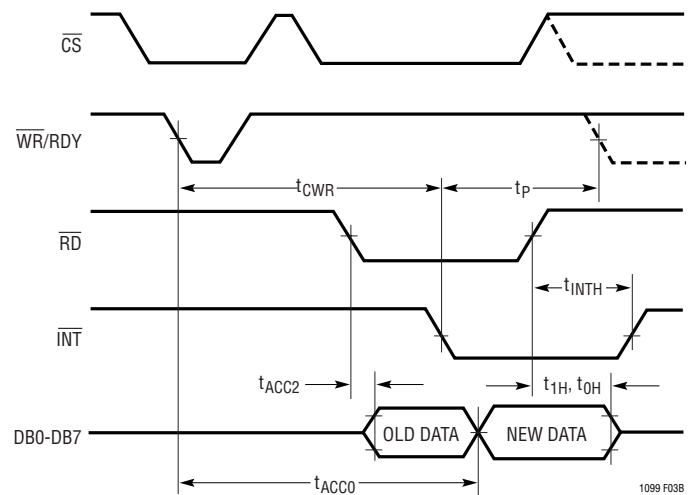 CS
WR/RDY
tCWR
tP
RD
tINTH
INT
tACC2
t1H, t0H
DB0-DB7
OLD DATA
NEW DATA
tACC0
1099 F03B